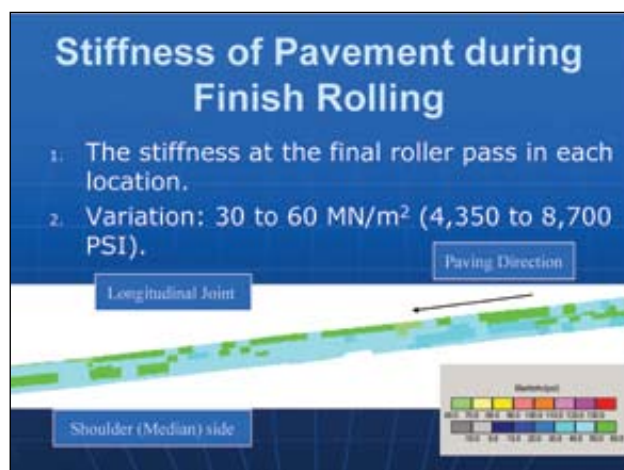 Stiffness of Pavement during
Finish Rolling
1. The stiffness at the final roller pass in each
location.
2. Variation: 30 to 60 MN/m² (4,350 to 8,700
PSI).
Paving Direction
Longitudinal Joint
Shoulder (Median) side